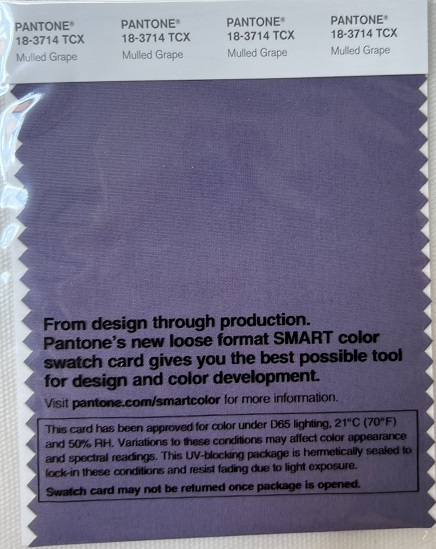 PANTONE® PANTONE® PANTONE® PANTONE®
18-3714 TCX 18-3714 TCX 18-3714 TCX 18-3714 TCX
Mulled Grape Mulled Grape Mulled Grape Mulled Grape
From design through production.
Pantone's new loose format SMART color
swatch card gives you the best possible tool
for design and color development.
Visit pantone.com/smartcolor for more information.
This card has been approved for color under D65 lighting, 21°C (70°F)
and 50% RH. Variations to these conditions may affect color appearance
and spectral readings. This UV-blocking package is hermetically sealed to
lock-in these conditions and resist fading due to light exposure.
Swatch card may not be returned once package is opened.